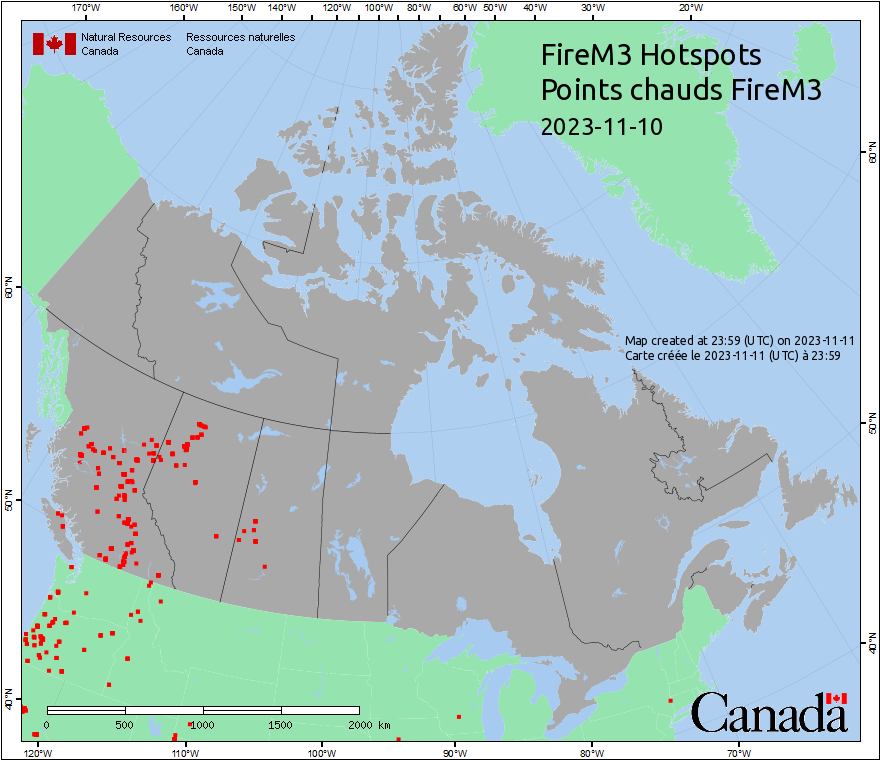 170°W 160°W 150°W 140°W 120°W 100°W 80°W 60°W 50°W 40°W 30°W 20°W
Natural Resources Canada
Ressources naturelles Canada
FireM3 Hotspots
Points chauds FireM3
2023-11-10
60°N
60°N
Map created at 23:59 (UTC) on 2023-11-11
Carte créée le 2023-11-11 (UTC) à 23:59
50°N
50°N
40°N
40°N
Canada
0 500 1000 1500 2000 km
120°W 110°W 100°W 90°W 80°W 70°W